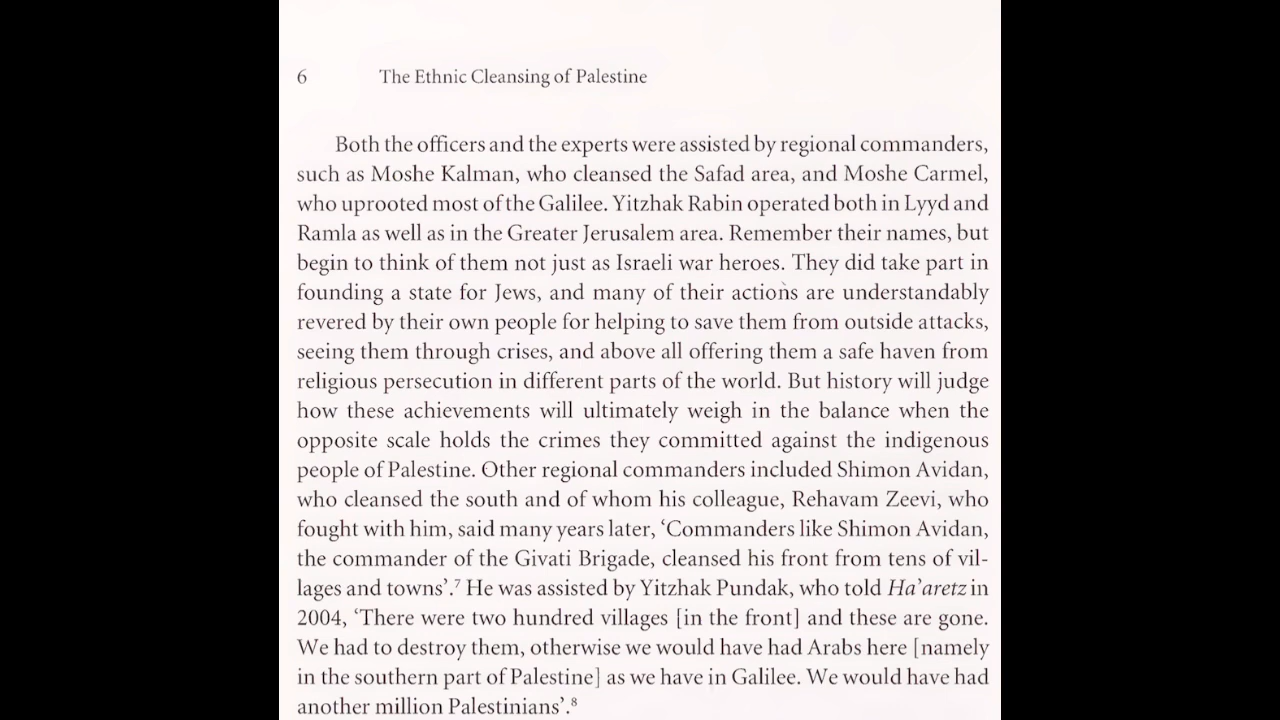 6 The Ethnic Cleansing of Palestine
Both the officers and the experts were assisted by regional commanders,
such as Moshe Kalman, who cleansed the Safad area, and Moshe Carmel,
who uprooted most of the Galilee. Yitzhak Rabin operated both in Lyyd and
Ramla as well as in the Greater Jerusalem area. Remember their names, but
begin to think of them not just as Israeli war heroes. They did take part in
founding a state for Jews, and many of their actions are understandably
revered by their own people for helping to save them from outside attacks,
seeing them through crises, and above all offering them a safe haven from
religious persecution in different parts of the world. But history will judge
how these achievements will ultimately weigh in the balance when the
opposite scale holds the crimes they committed against the indigenous
people of Palestine. Other regional commanders included Shimon Avidan,
who cleansed the south and of whom his colleague, Rehavam Zeevi, who
fought with him, said many years later, ‘Commanders like Shimon Avidan,
the commander of the Givati Brigade, cleansed his front from tens of vil-
lages and towns’.⁷ He was assisted by Yitzhak Pundak, who told Ha’aretz in
2004, ‘There were two hundred villages [in the front] and these are gone.
We had to destroy them, otherwise we would have had Arabs here [namely
in the southern part of Palestine] as we have in Galilee. We would have had
another million Palestinians’.⁸